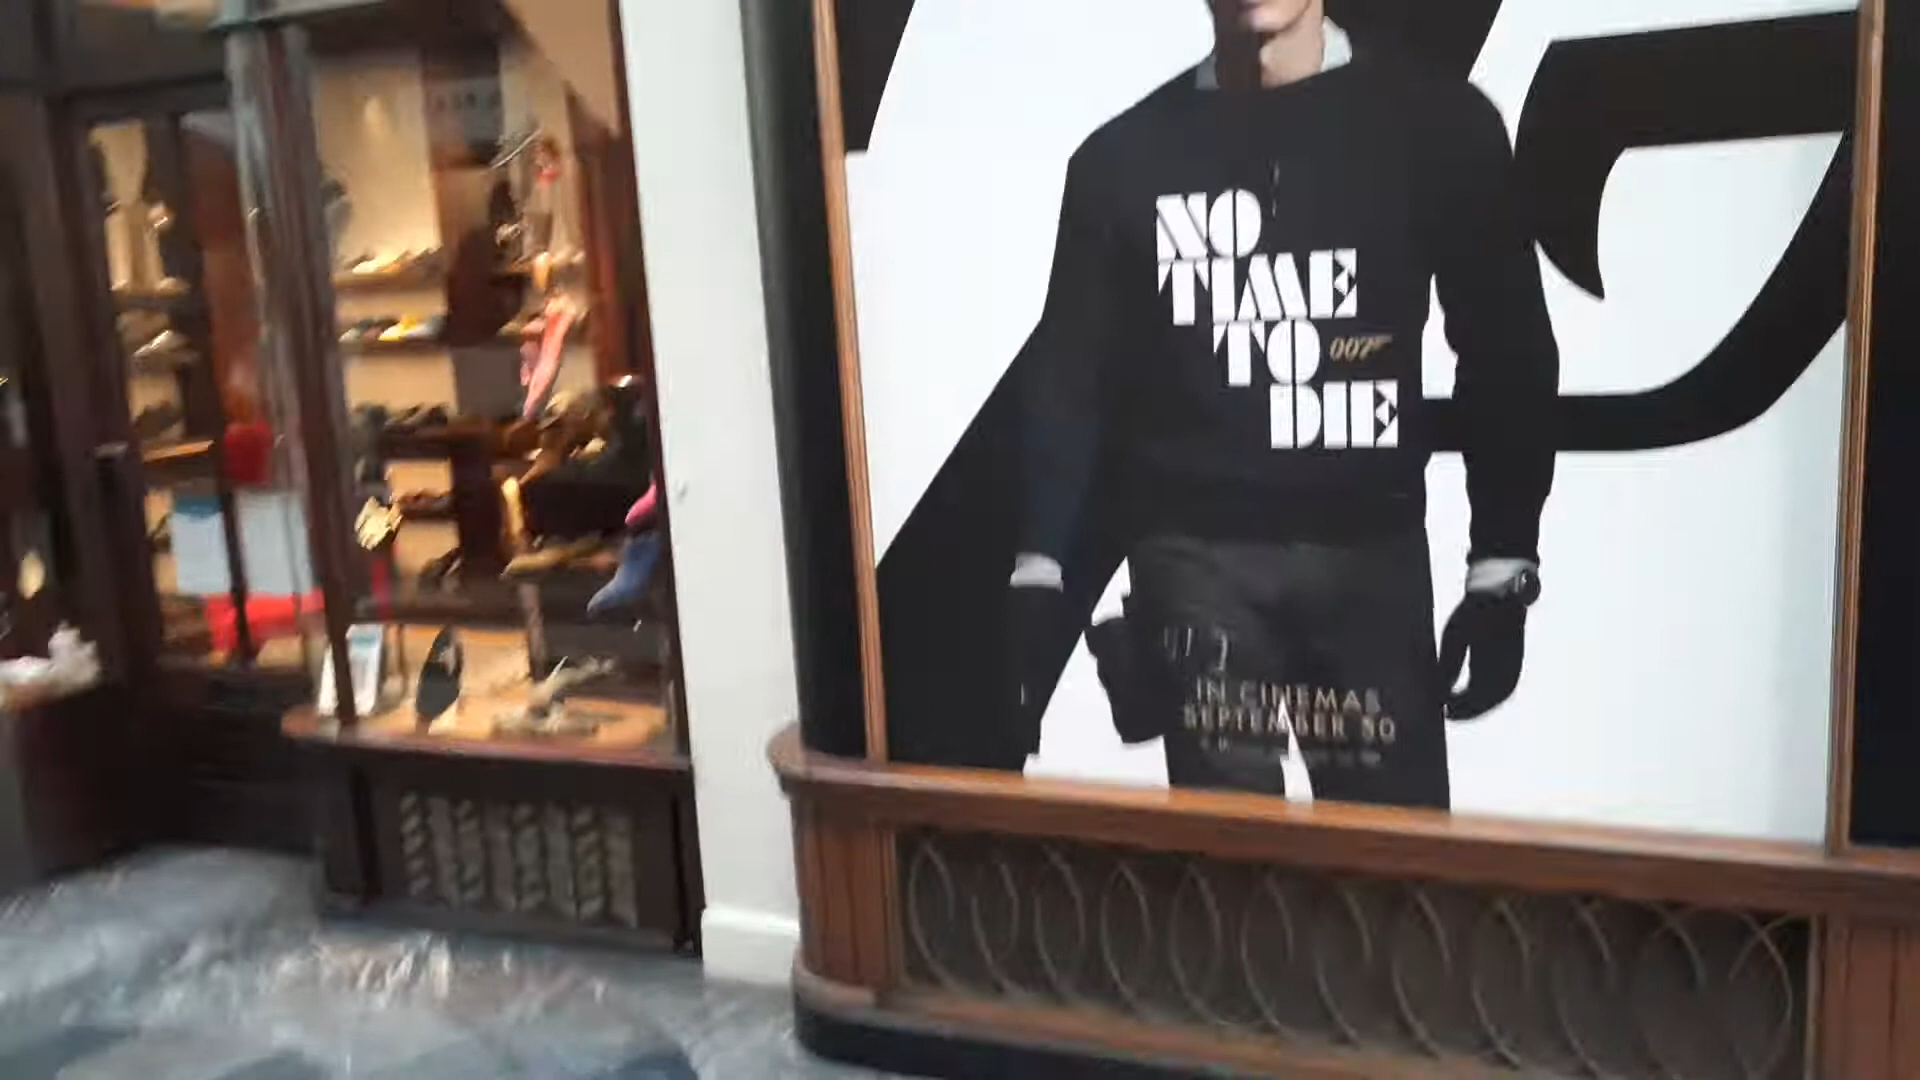 NO
TIME
TO 007
DIE
IN CINEMAS
SEPTEMBER 30